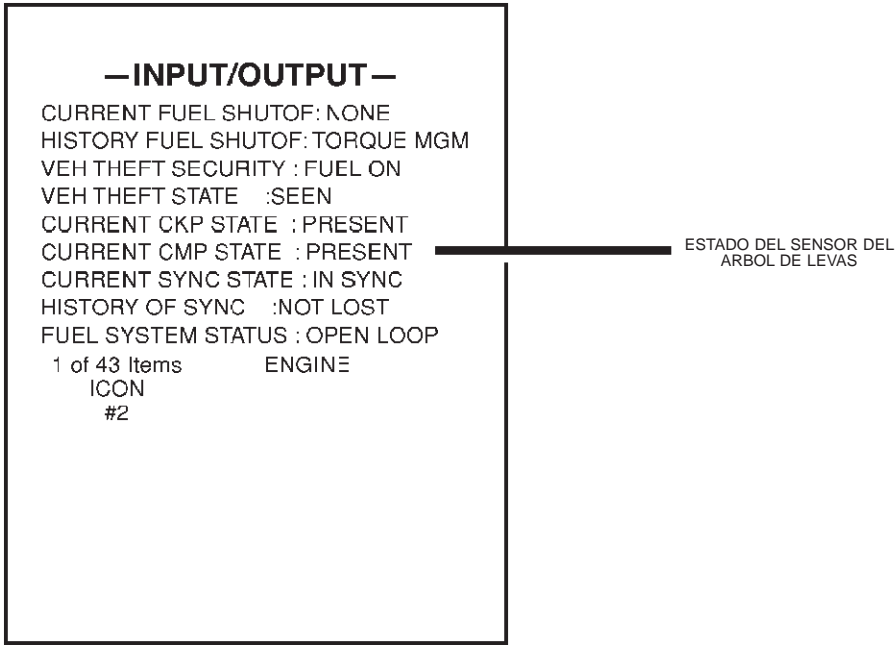 —INPUT/OUTPUT—
CURRENT FUEL SHUTOF: NONE
HISTORY FUEL SHUTOF: TORQUE MGM
VEH THEFT SECURITY : FUEL ON
VEH THEFT STATE :SEEN
CURRENT CKP STATE : PRESENT
CURRENT CMP STATE : PRESENT
ESTADO DEL SENSOR DEL
ARBOL DE LEVAS
CURRENT SYNC STATE : IN SYNC
HISTORY OF SYNC :NOT LOST
FUEL SYSTEM STATUS : OPEN LOOP
1 of 43 Items ENGINE
ICON
#2